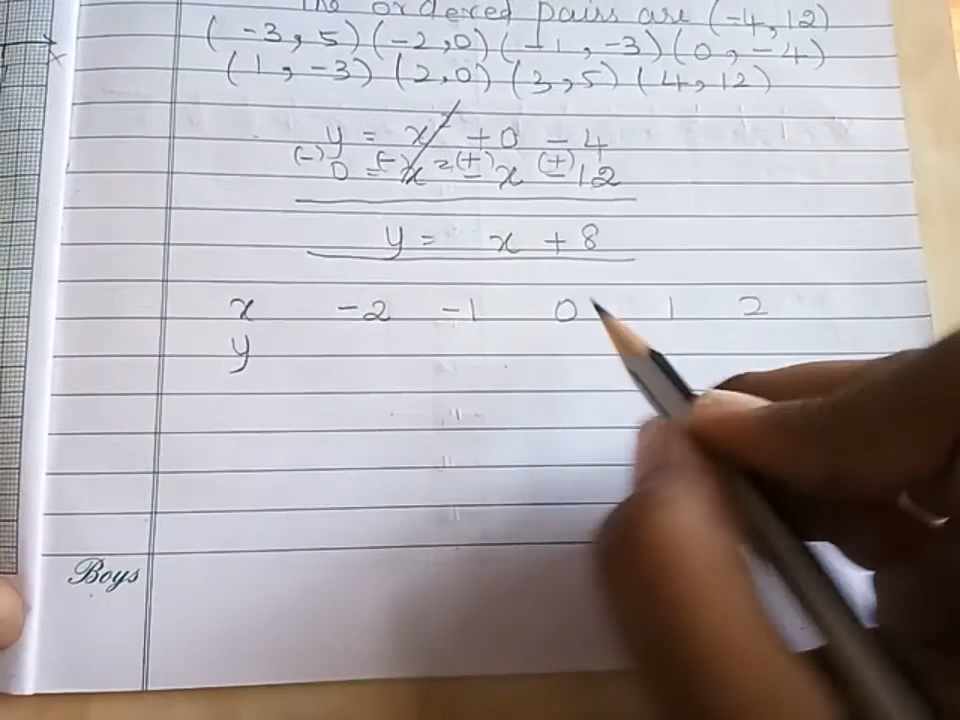 The ordered pairs are (-4, 12)
(-3, 5) (-2, 0) (-1, -3) (0, -4)
(1, -3) (2, 0) (3, 5) (4, 12)
y = x² + 0 - 4
(-) 0 = (-) x² (+) - x (+) - 12
y = x + 8
x -2 -1 0 1 2
y
Boys